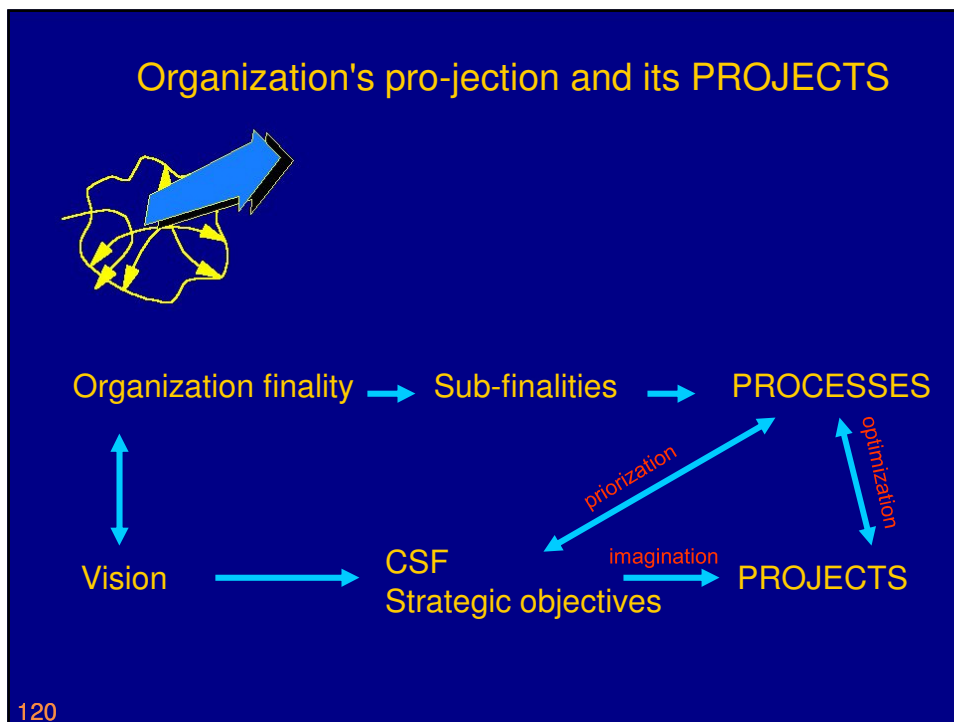 Organization's pro-jection and its PROJECTS
Organization finality
Sub-finalities
PROCESSES
optimization
priorization
imagination
Vision
CSF
Strategic objectives
PROJECTS
120